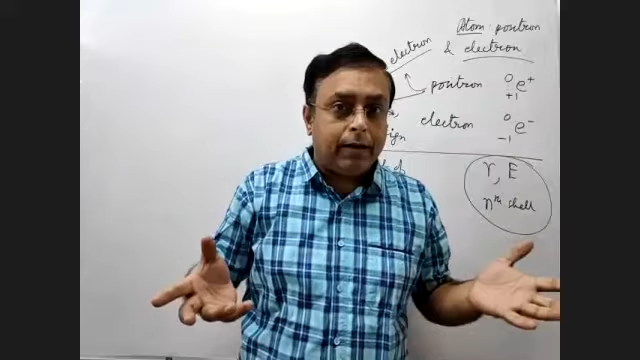 Atom: positron
& electron
electron
positron ⁰₊₁e⁺
electron ⁰₋₁e⁻
r, E
nᵗʰ shell